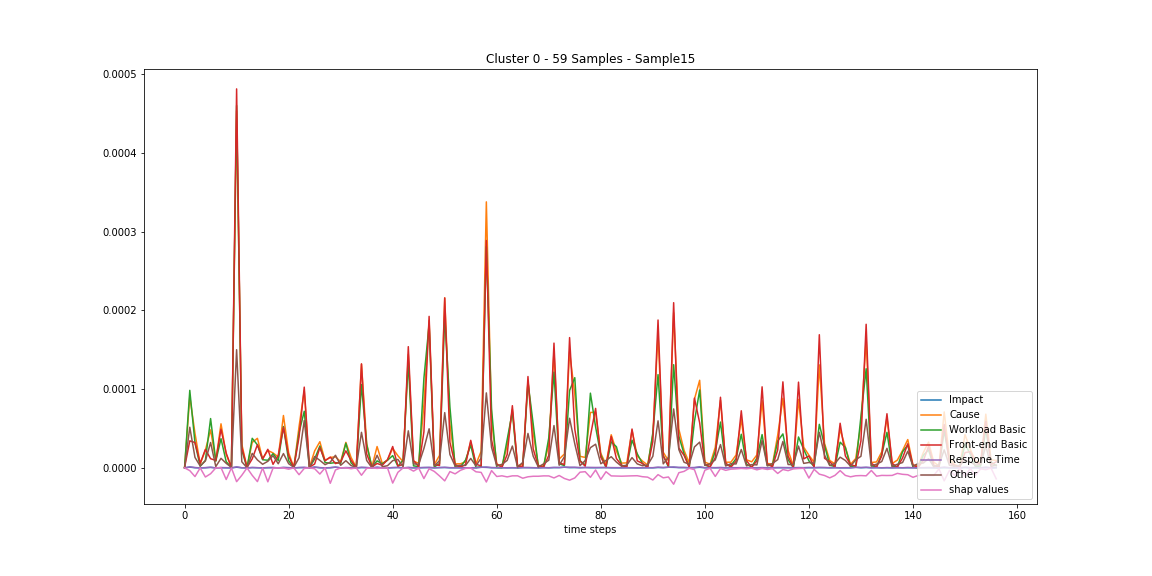 Cluster 0 - 59 Samples - Sample15
0.0005
0.0004
0.0003
0.0002
0.0001
0.0000
Impact
Cause
Workload Basic
Front-end Basic
Respone Time
Other
shap values
0 20 40 60 80 100 120 140 160
time steps